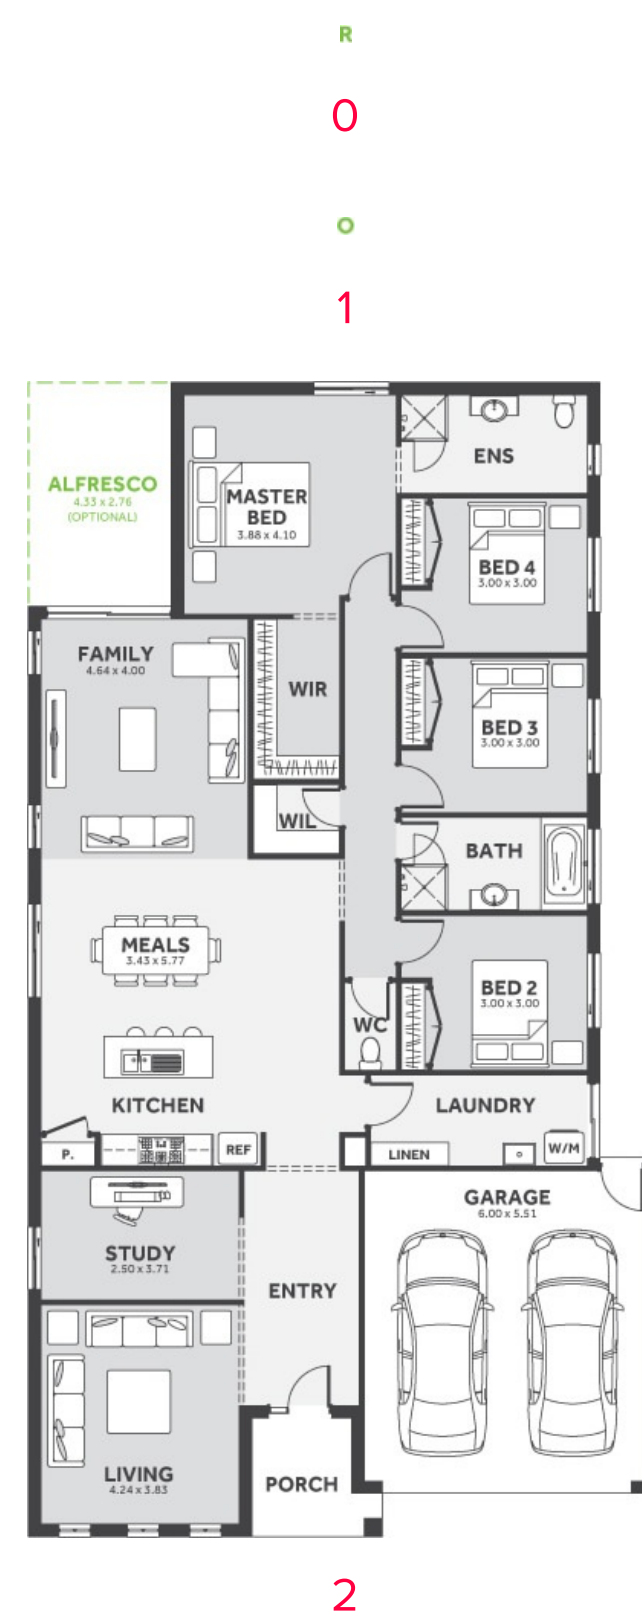 R
0
O
1
ENS
ALFRESCO
4.33 x 2.76
(OPTIONAL)
MASTER
BED
3.88 x 4.10
BED 4
3.00 x 3.00
FAMILY
4.64 x 4.00
WIR
BED 3
3.00 x 3.00
WIL
BATH
MEALS
3.43 x 5.77
BED 2
3.00 x 3.00
WC
KITCHEN
LAUNDRY
P.
REF
LINEN
W/M
GARAGE
6.00 x 5.51
STUDY
2.50 x 3.71
ENTRY
LIVING
4.24 x 3.83
PORCH
2